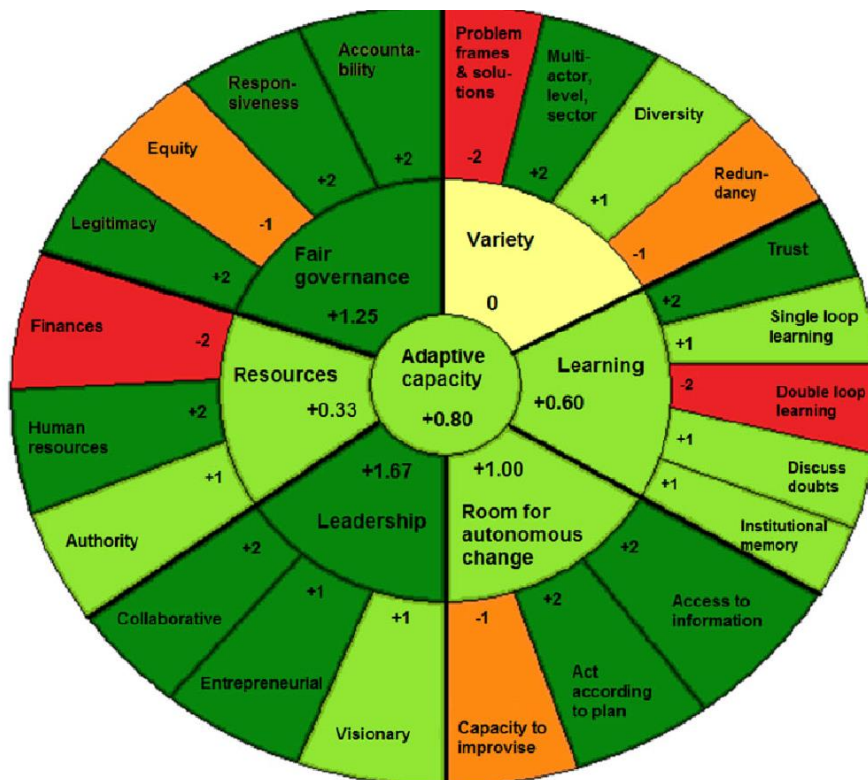 Problem
frames
& solu-
tions
-2
Multi-
actor,
level,
sector
+2
Diversity
+1
Redun-
dancy
-1
Variety
0
Trust
+2
Single loop
learning
+1
Double loop
learning
-2
Discuss
doubts
+1
Institutional
memory
+1
Learning
+0.60
Access to
information
+2
Act
according
to plan
+2
Capacity to
improvise
-1
+1.00
Room for
autonomous
change
Visionary
+1
Entrepreneurial
+1
Collaborative
+2
+1.67
Leadership
Authority
+1
Human
resources
+2
Finances
-2
Resources
+0.33
Legitimacy
+2
Equity
-1
Respon-
siveness
+2
Accounta-
bility
+2
Fair
governance
+1.25
Adaptive
capacity
+0.80